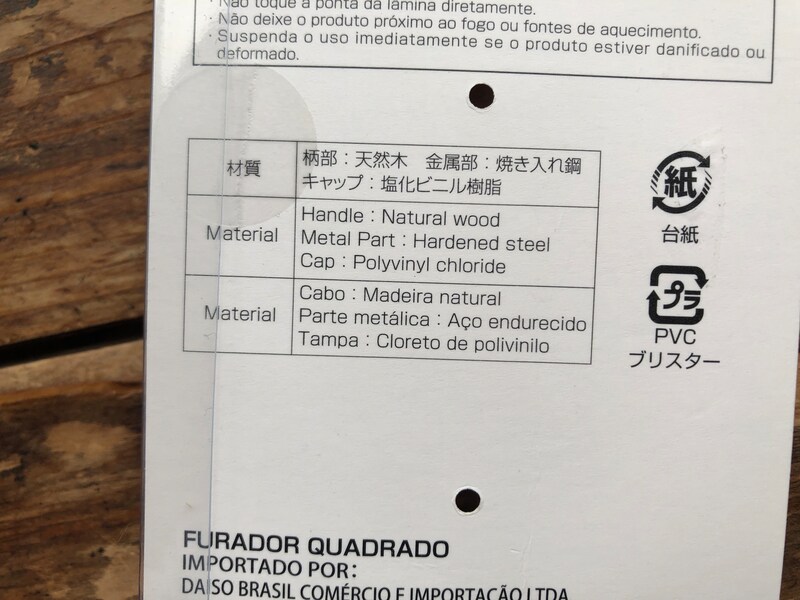 ・Não toque a ponta da lâmina diretamente.
・Não deixe o produto próximo ao fogo ou fontes de aquecimento.
・Suspenda o uso imediatamente se o produto estiver danificado ou
deformado.
材質
柄部：天然木　金属部：焼き入れ鋼
キャップ：塩化ビニル樹脂
Material
Handle：Natural wood
Metal Part：Hardened steel
Cap：Polyvinyl chloride
Material
Cabo：Madeira natural
Parte metálica：Aço endurecido
Tampa：Cloreto de polivinilo
紙
台紙
プラ
PVC
ブリスター
FURADOR QUADRADO
IMPORTADO POR:
DAISO BRASIL COMÉRCIO E IMPORTAÇÃO LTDA